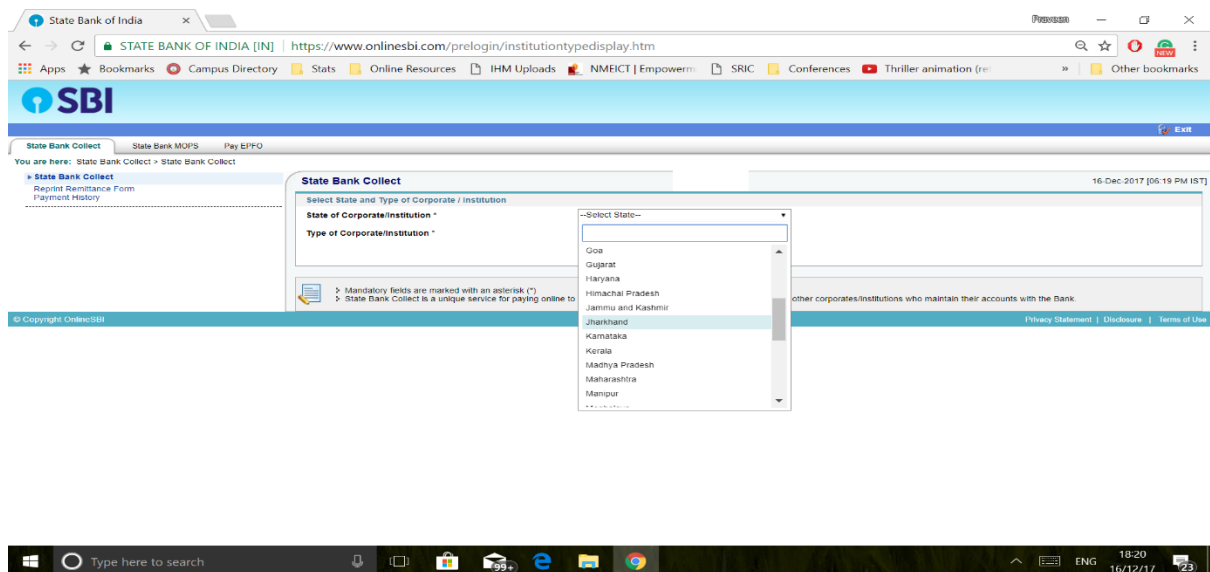 State Bank of India
Praveen
STATE BANK OF INDIA [IN] https://www.onlinesbi.com/prelogin/institutiontypedisplay.htm
NEW
Apps Bookmarks Campus Directory Stats Online Resources IHM Uploads NMEICT | Empowerm SRIC Conferences Thriller animation (re » Other bookmarks
SBI
Exit
State Bank Collect State Bank MOPS Pay EPFO
You are here: State Bank Collect > State Bank Collect
State Bank Collect
Reprint Remittance Form
Payment History
State Bank Collect 16-Dec-2017 [06:19 PM IST]
Select State and Type of Corporate / Institution
State of Corporate/Institution * --Select State--
Type of Corporate/Institution *
Goa
Gujarat
Haryana
Himachal Pradesh
Jammu and Kashmir
Jharkhand
Karnataka
Kerala
Madhya Pradesh
Maharashtra
Manipur
Mandatory fields are marked with an asterisk (*)
State Bank Collect is a unique service for paying online to other corporates/institutions who maintain their accounts with the Bank.
© Copyright OnlineSBI Privacy Statement | Disclosure | Terms of Use
Type here to search 99+ ENG 18:20
16/12/17 23